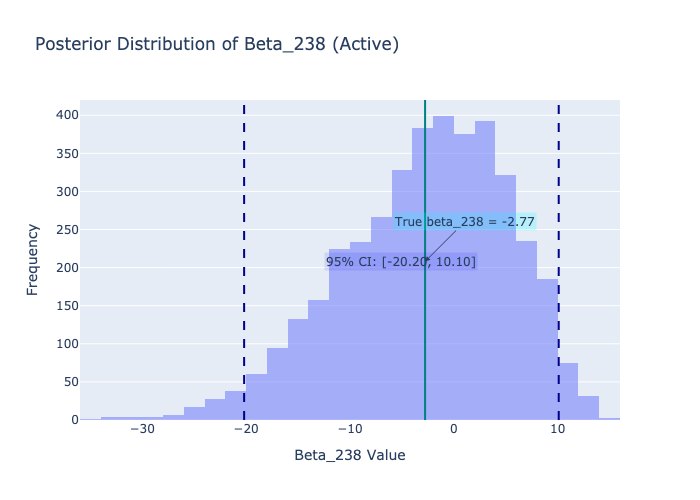 Posterior Distribution of Beta_238 (Active)
400
350
300
250
200
150
100
50
0
Frequency
True beta_238 = -2.77
95% CI: [-20.20, 10.10]
−30
−20
−10
0
10
Beta_238 Value